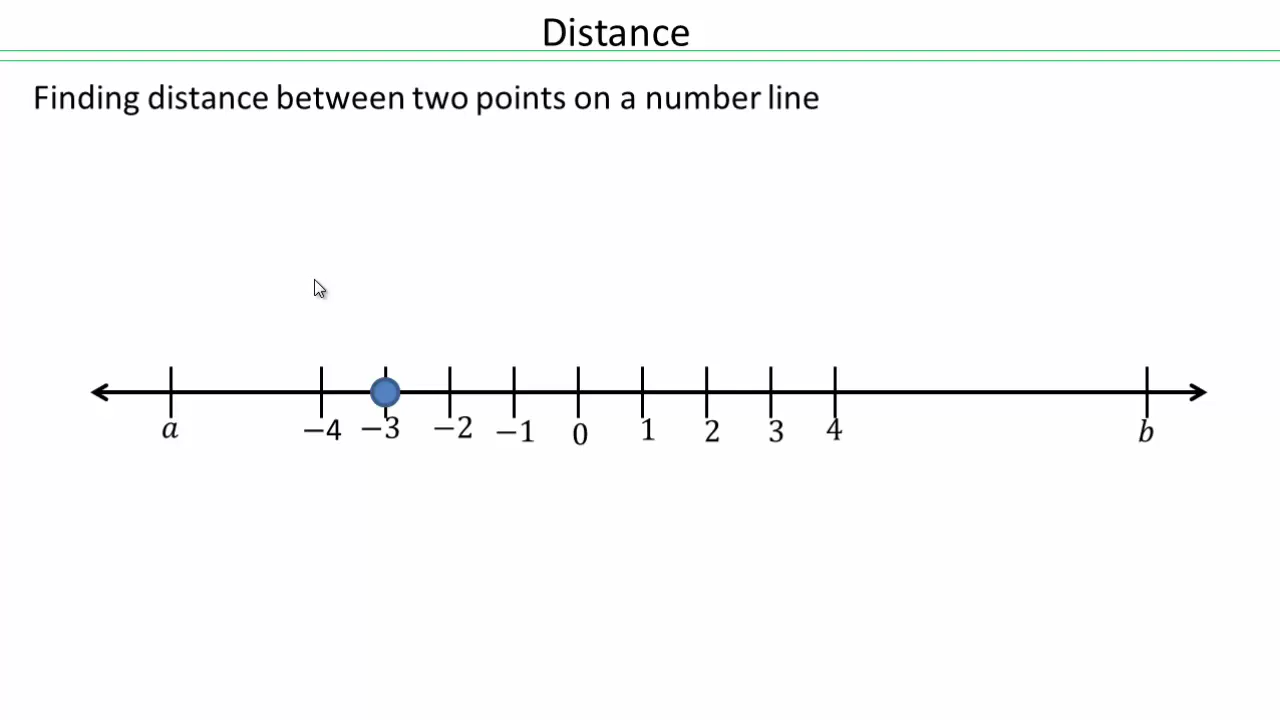 Distance
Finding distance between two points on a number line
a −4 −3 −2 −1 0 1 2 3 4 b